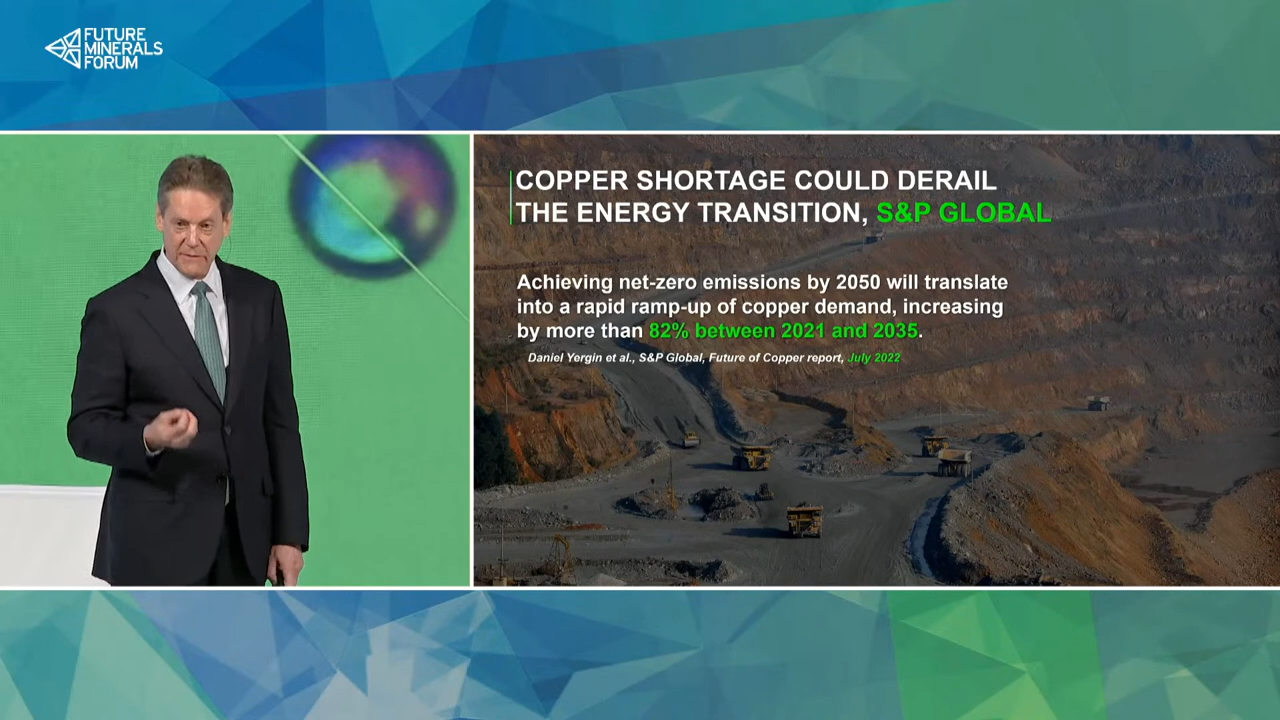 FUTURE
MINERALS
FORUM
COPPER SHORTAGE COULD DERAIL
THE ENERGY TRANSITION, S&P GLOBAL
Achieving net-zero emissions by 2050 will translate
into a rapid ramp-up of copper demand, increasing
by more than 82% between 2021 and 2035.
Daniel Yergin et al., S&P Global, Future of Copper report, July 2022